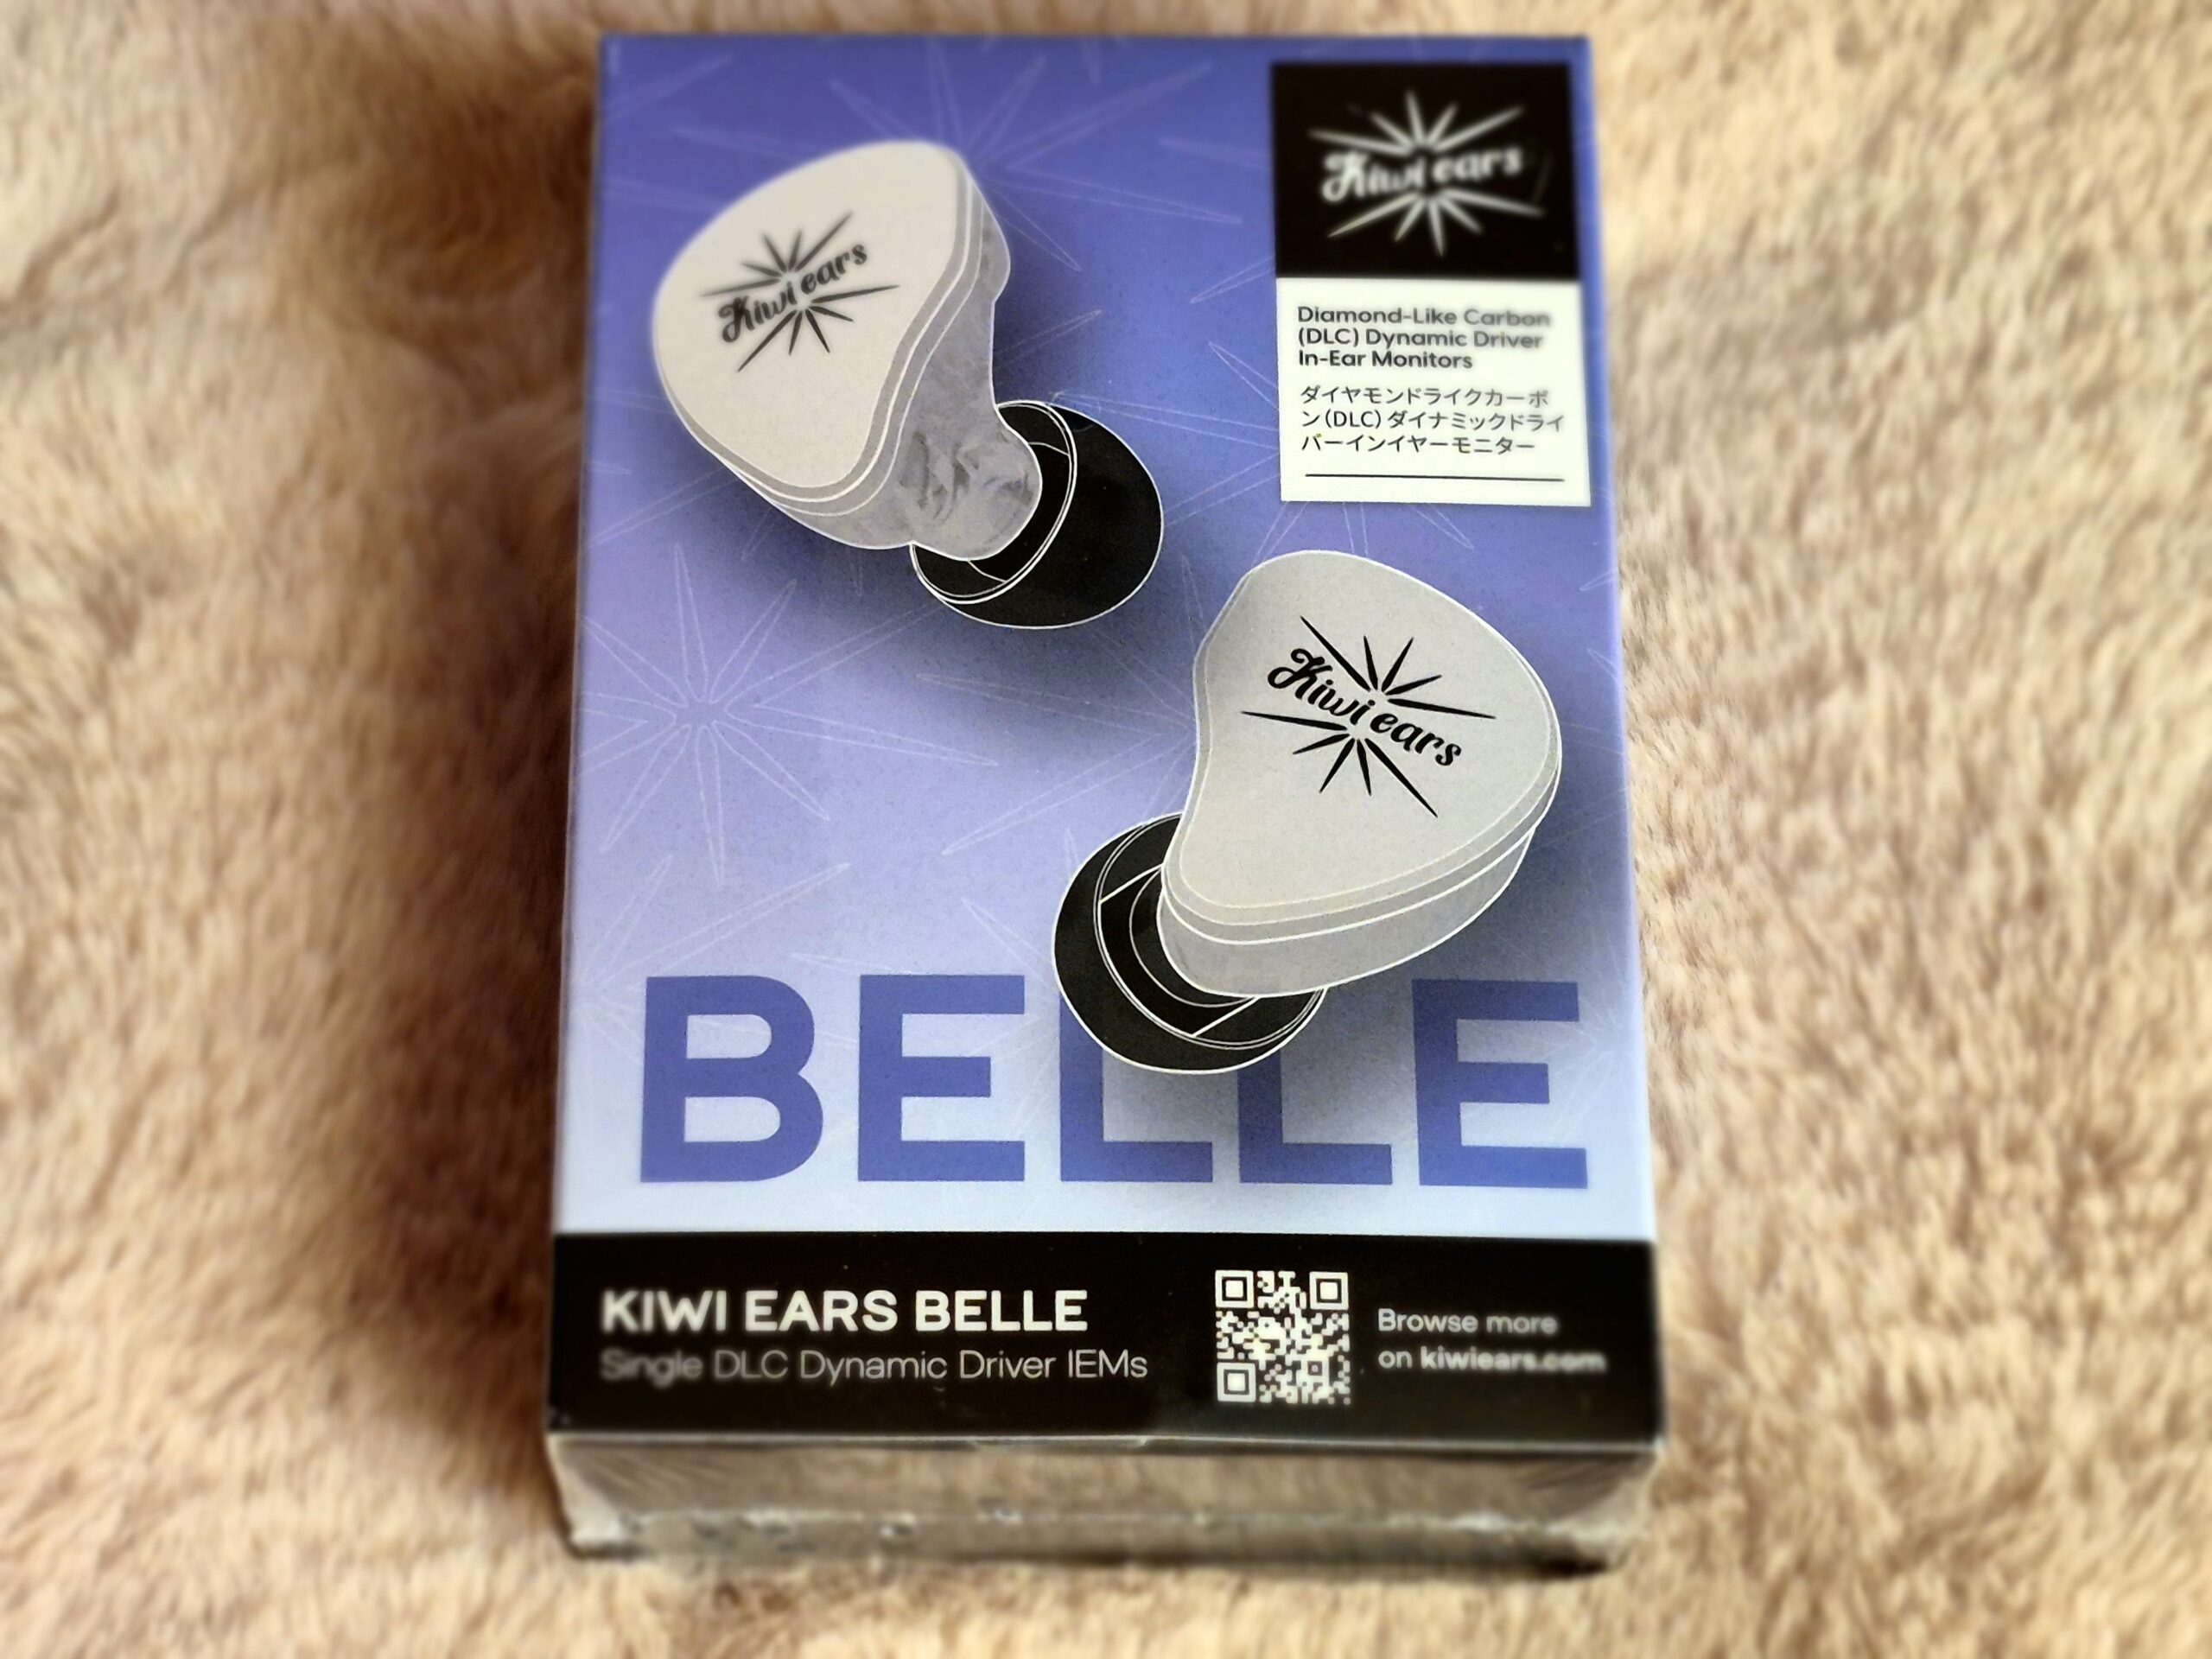 Kiwi ears
Kiwi ears
Diamond-Like Carbon
(DLC) Dynamic Driver
In-Ear Monitors
ダイヤモンドライクカーボ
ン(DLC)ダイナミックドライ
バーインイヤーモニター
Kiwi ears
BELLE
KIWI EARS BELLE
Single DLC Dynamic Driver IEMs
Browse more
on kiwiears.com